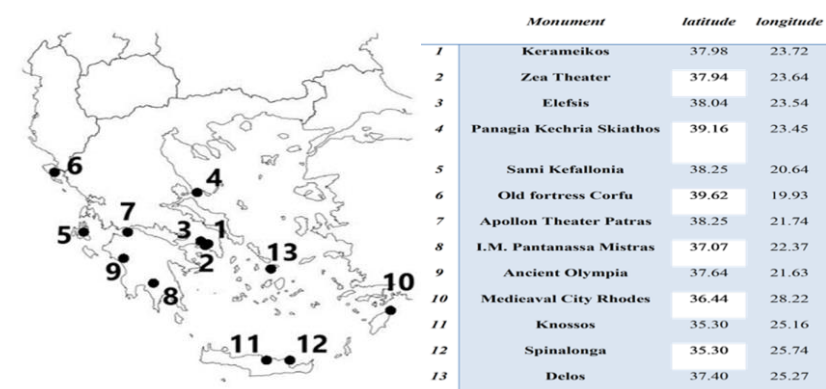 6
4
7
5
3
1
2
13
9
8
10
11
12
Monument latitude longitude
1 Kerameikos 37.98 23.72
2 Zea Theater 37.94 23.64
3 Elefsis 38.04 23.54
4 Panagia Kechria Skiathos 39.16 23.45
5 Sami Kefallonia 38.25 20.64
6 Old fortress Corfu 39.62 19.93
7 Apollon Theater Patras 38.25 21.74
8 I.M. Pantanassa Mistras 37.07 22.37
9 Ancient Olympia 37.64 21.63
10 Medieaval City Rhodes 36.44 28.22
11 Knossos 35.30 25.16
12 Spinalonga 35.30 25.74
13 Delos 37.40 25.27